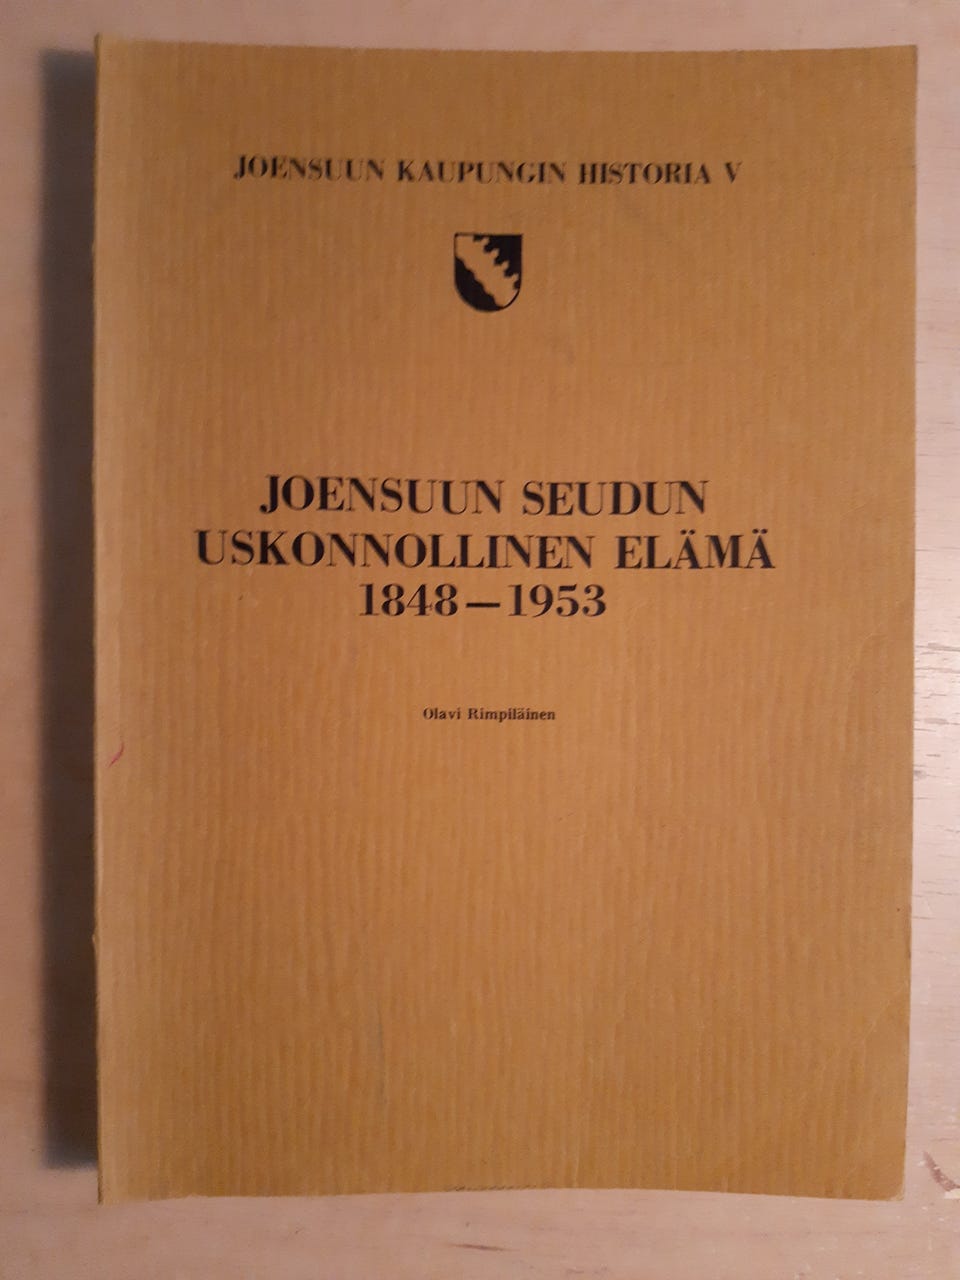 JOENSUUN KAUPUNGIN HISTORIA V
JOENSUUN SEUDUN
USKONNOLLINEN ELÄMÄ
1848—1953
Olavi Rimpiläinen